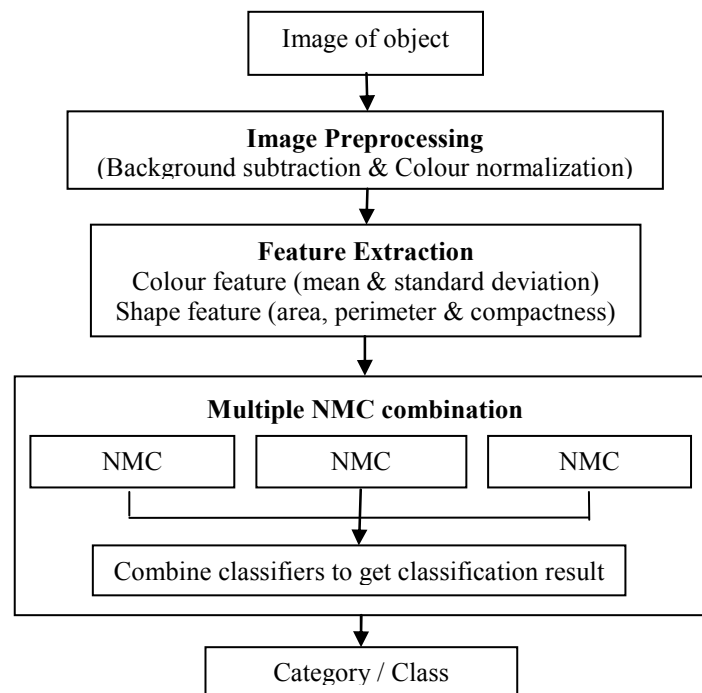 Image of object
Image Preprocessing
(Background subtraction & Colour normalization)
Feature Extraction
Colour feature (mean & standard deviation)
Shape feature (area, perimeter & compactness)
Multiple NMC combination
NMC NMC NMC
Combine classifiers to get classification result
Category / Class